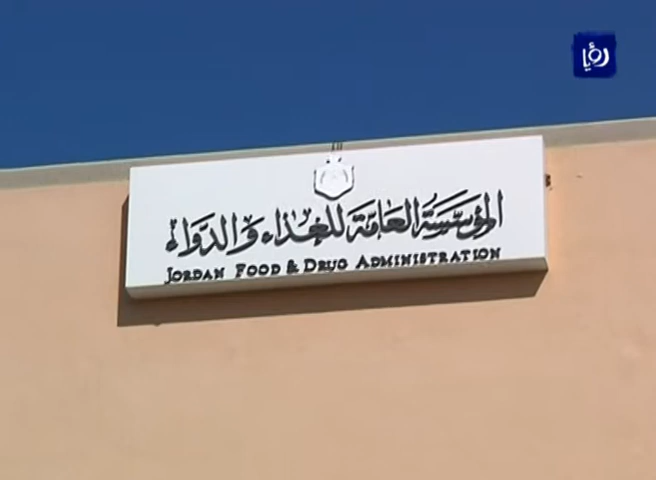 رؤيا
المؤسسة العامة للغذاء والدواء
JORDAN FOOD & DRUG ADMINISTRATION